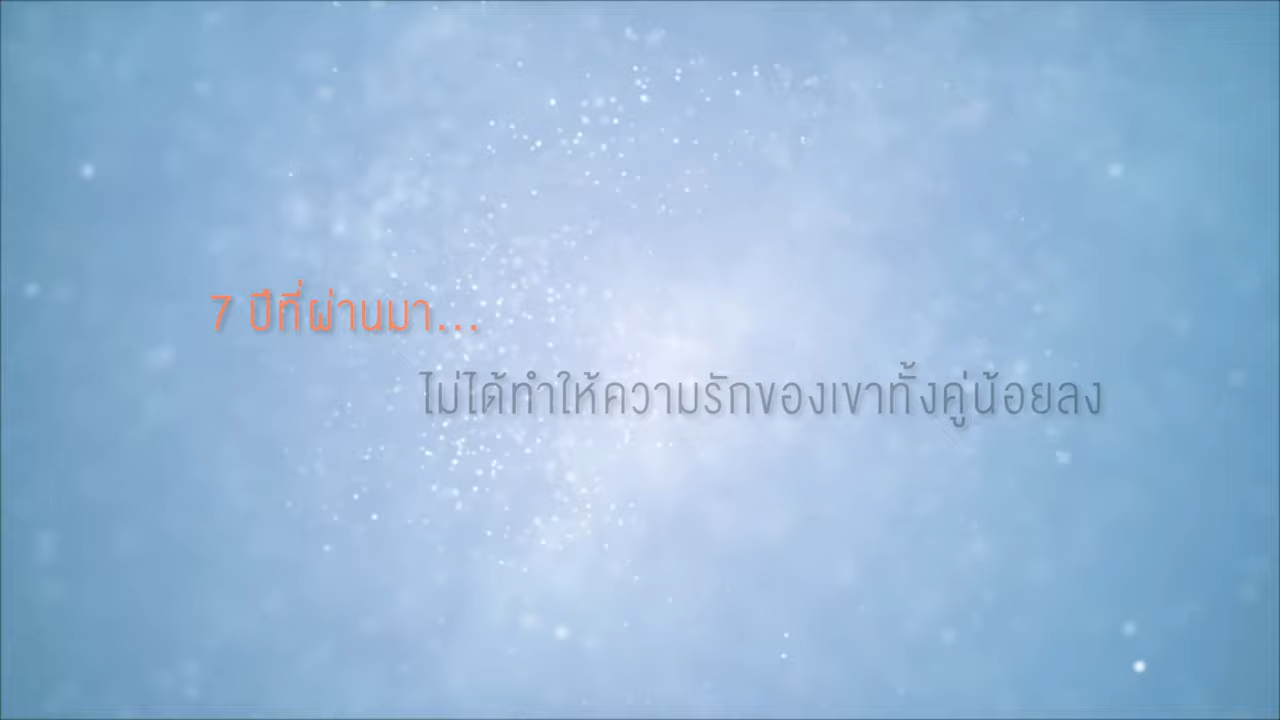 7 ปีที่ผ่านมา...
ไม่ได้ทำให้ความรักของเขาทั้งคู่น้อยลง